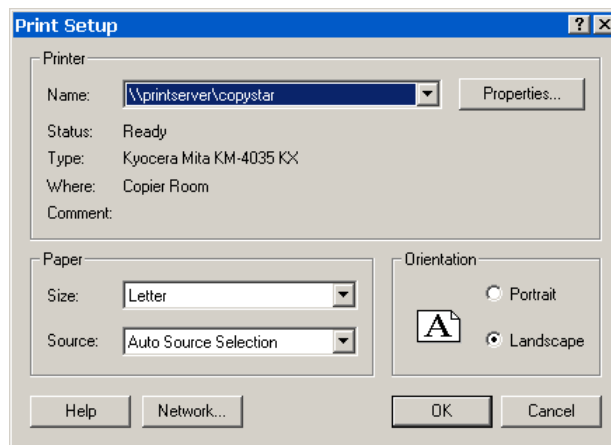 Print Setup
Printer
Name: \\printserver\copystar Properties...
Status: Ready
Type: Kyocera Mita KM-4035 KX
Where: Copier Room
Comment:
Paper
Size: Letter
Source: Auto Source Selection
Orientation
A
Portrait
Landscape
Help Network... OK Cancel